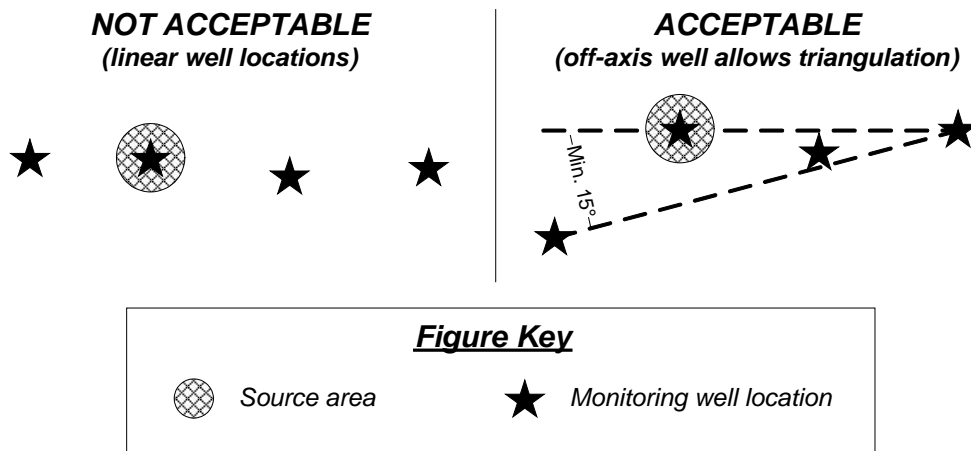 NOT ACCEPTABLE
(linear well locations)
ACCEPTABLE
(off-axis well allows triangulation)
Min. 15°
Figure Key
Source area
Monitoring well location